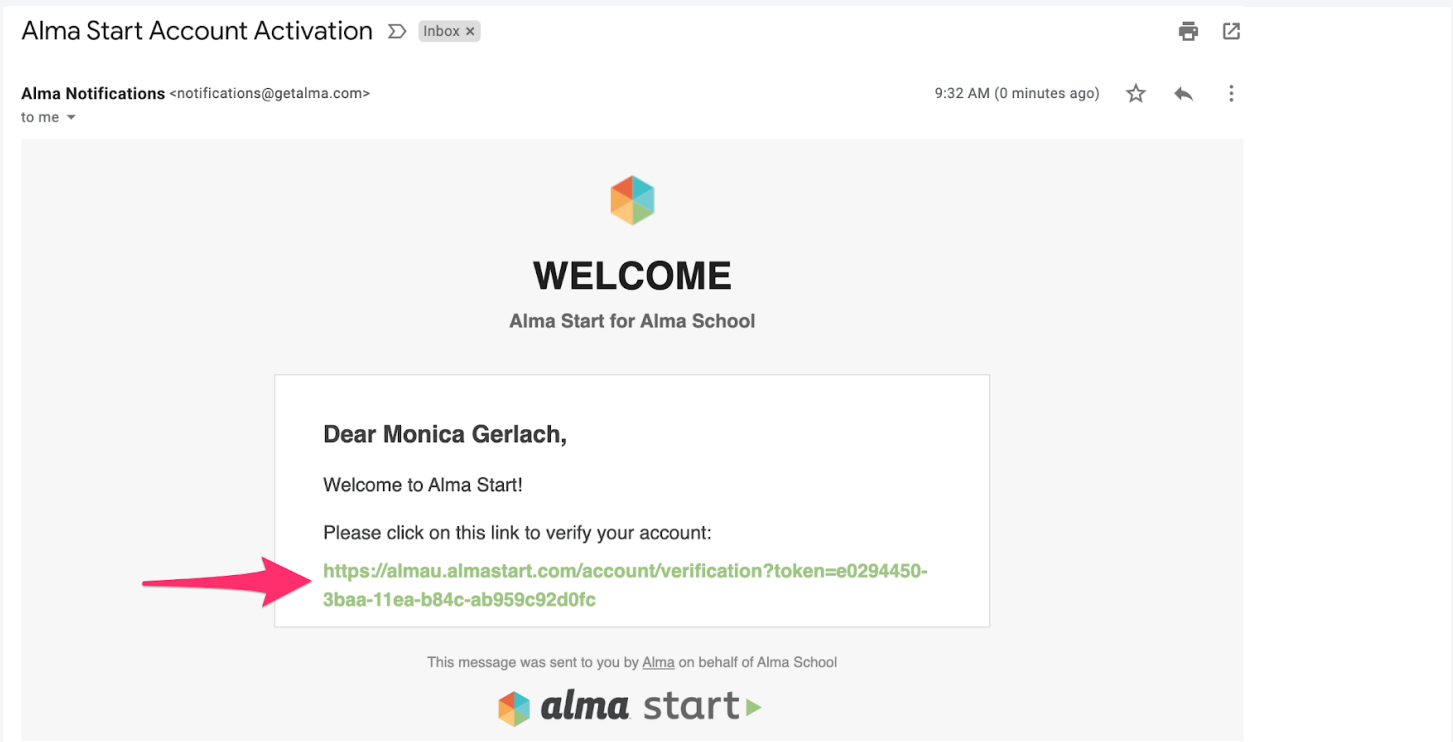 Alma Start Account Activation Inbox ×
Alma Notifications <notifications@getalma.com> 9:32 AM (0 minutes ago)
to me
WELCOME
Alma Start for Alma School
Dear Monica Gerlach,
Welcome to Alma Start!
Please click on this link to verify your account:
https://almau.almastart.com/account/verification?token=e0294450-
3baa-11ea-b84c-ab959c92d0fc
This message was sent to you by Alma on behalf of Alma School
alma start